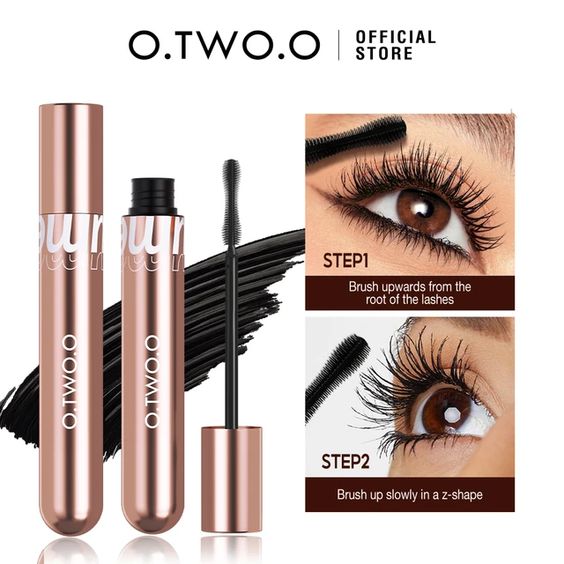 O.TWO.O
OFFICIAL
STORE
O.TWO.O
O.TWO.O
STEP1
Brush upwards from the
root of the lashes
STEP2
Brush up slowly in a z-shape